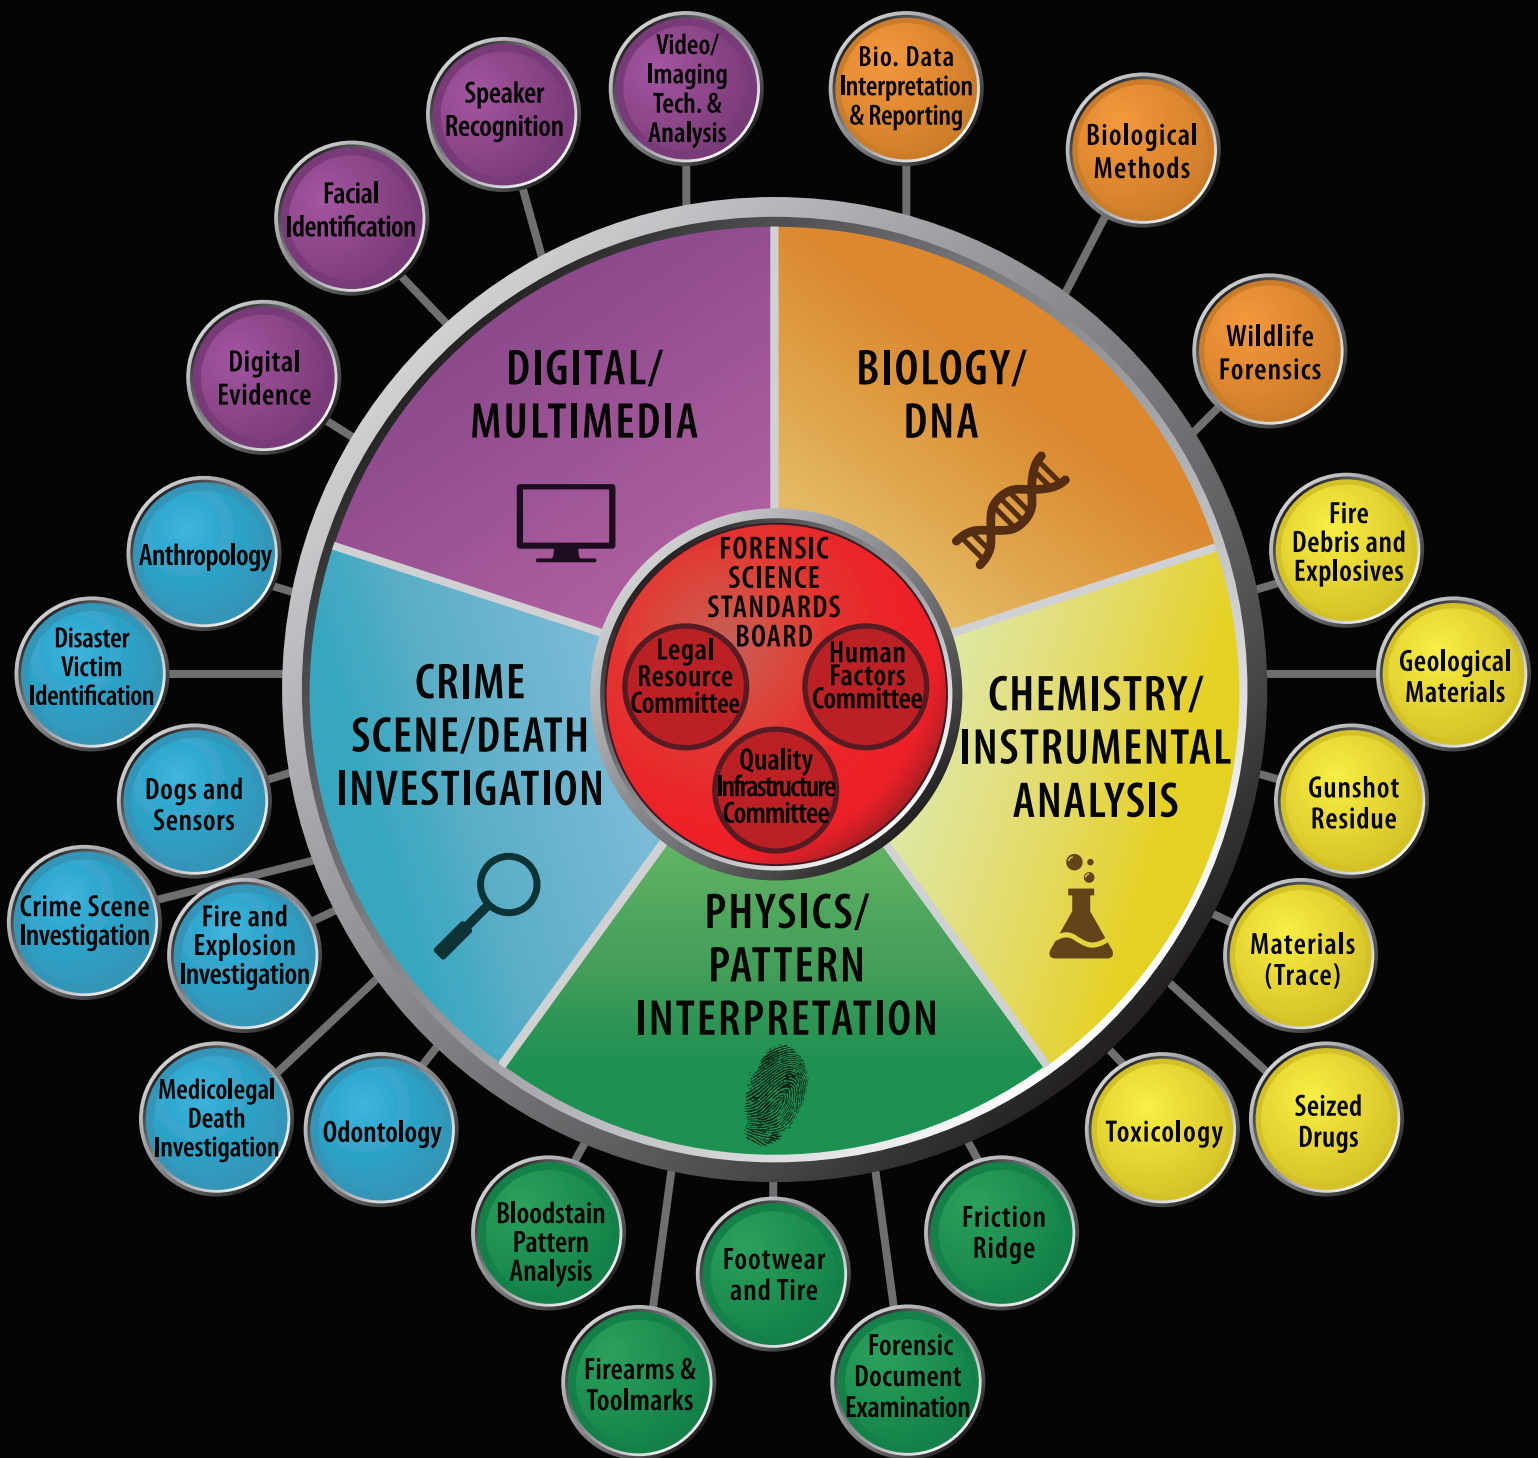 Video/
Imaging
Tech. &
Analysis
Bio. Data
Interpretation
& Reporting
Speaker
Recognition
Biological
Methods
Facial
Identification
Wildlife
Forensics
Digital
Evidence
DIGITAL/
MULTIMEDIA
BIOLOGY/
DNA
Anthropology
Fire
Debris and
Explosives
FORENSIC
SCIENCE
STANDARDS
BOARD
Legal
Resource
Committee
Human
Factors
Committee
Quality
Infrastructure
Committee
Disaster
Victim
Identification
CRIME
SCENE/DEATH
INVESTIGATION
CHEMISTRY/
INSTRUMENTAL
ANALYSIS
Geological
Materials
Dogs and
Sensors
Gunshot
Residue
Crime Scene
Investigation
Fire and
Explosion
Investigation
PHYSICS/
PATTERN
INTERPRETATION
Materials
(Trace)
Medicolegal
Death
Investigation
Odontology
Toxicology
Seized
Drugs
Bloodstain
Pattern
Analysis
Footwear
and Tire
Friction
Ridge
Firearms &
Toolmarks
Forensic
Document
Examination